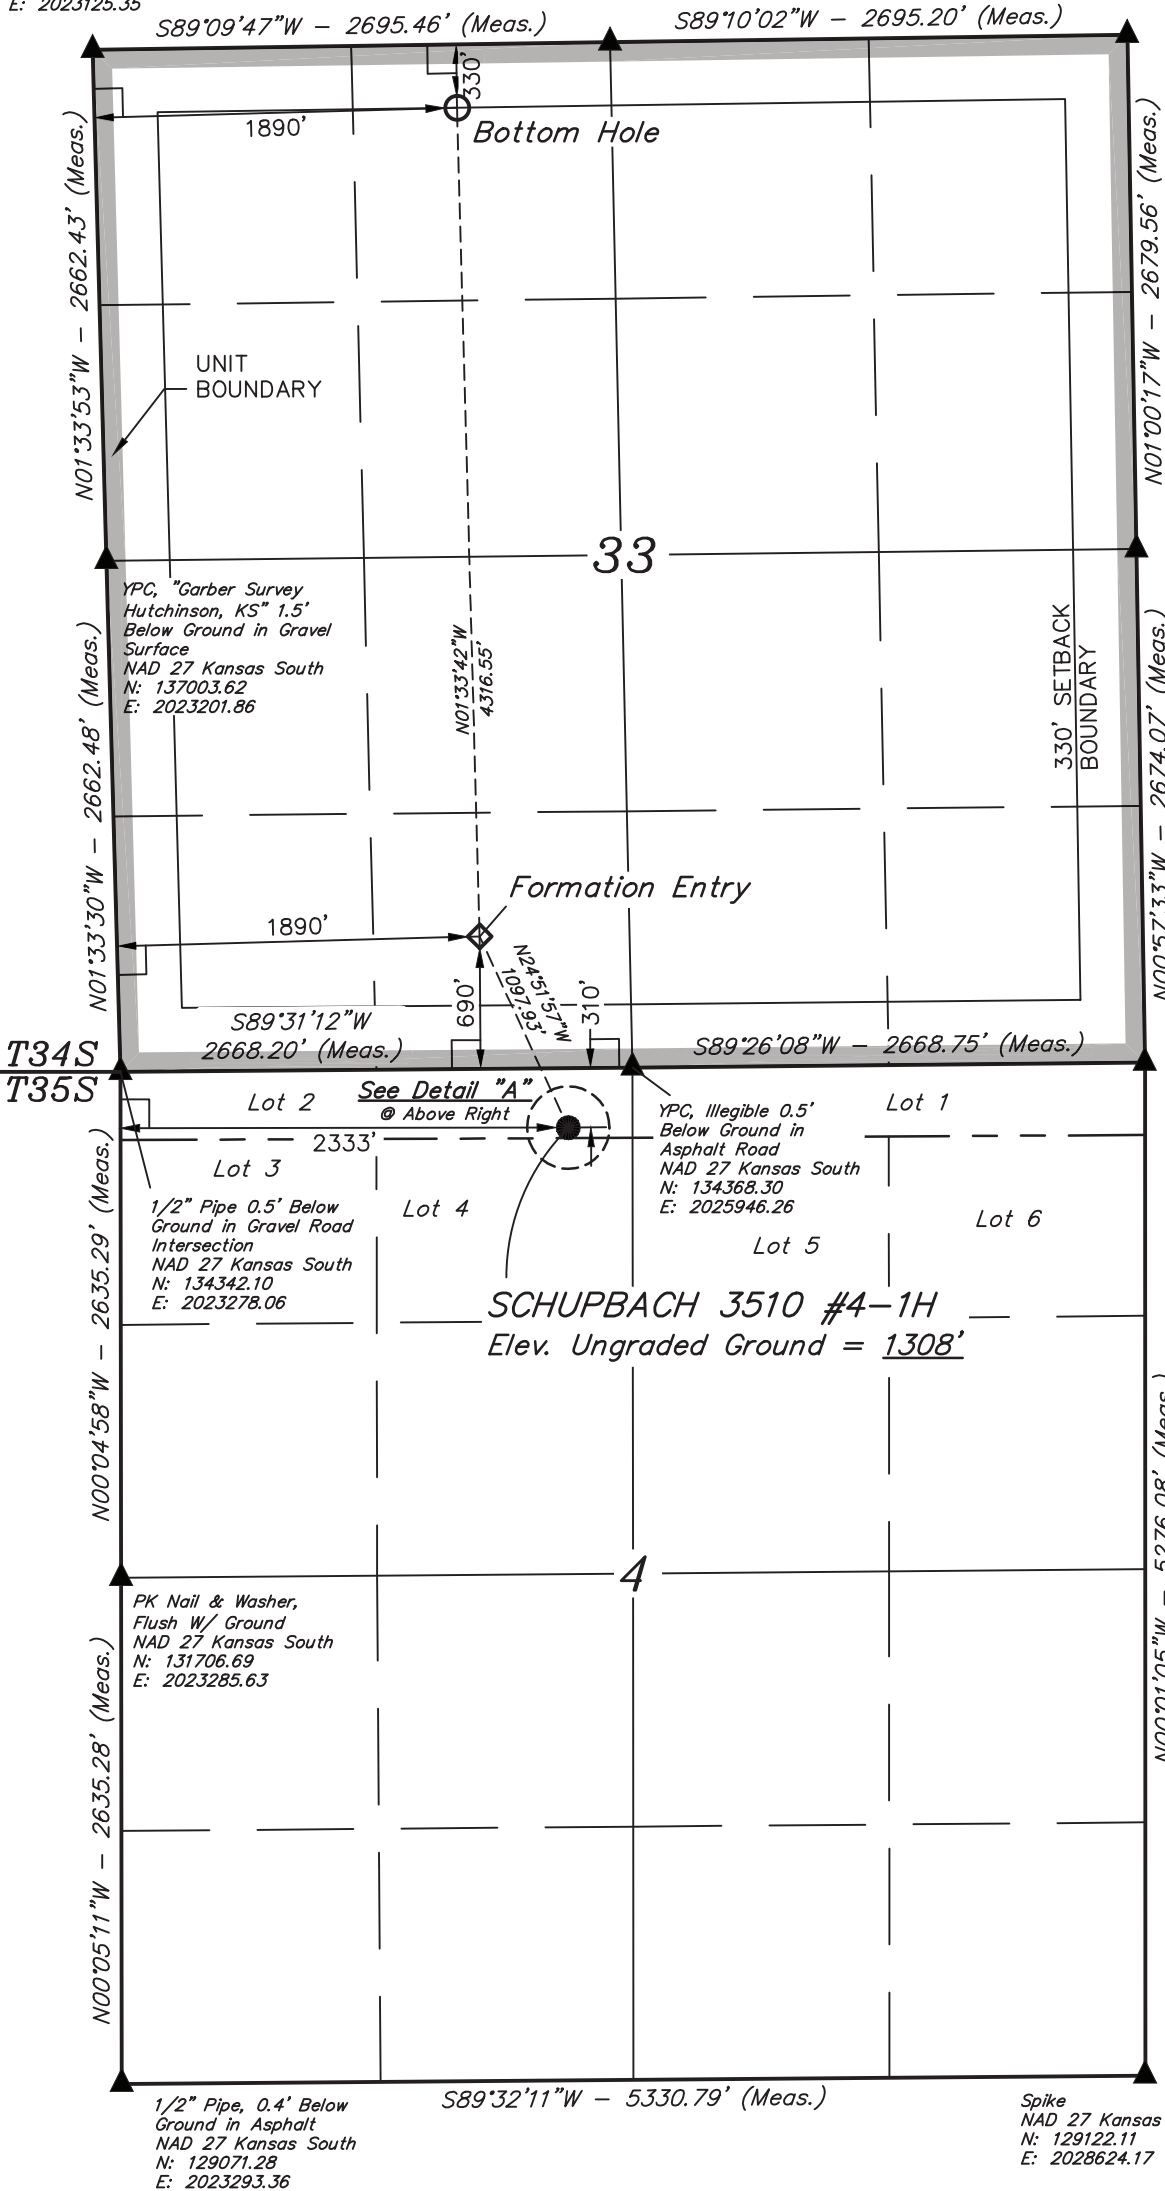 E: 2023125.35
S89°09'47"W - 2695.46' (Meas.)
S89°10'02"W - 2695.20' (Meas.)
330'
1890'
Bottom Hole
N01°33'53"W - 2662.43' (Meas.)
N01°00'17"W - 2679.56' (Meas.)
UNIT
BOUNDARY
33
YPC, "Garber Survey
Hutchinson, KS" 1.5'
Below Ground in Gravel
Surface
NAD 27 Kansas South
N: 137003.62
E: 2023201.86
N01°33'42"W
4316.55'
330' SETBACK
BOUNDARY
N01°33'30"W - 2662.48' (Meas.)
N00°57'33"W - 2674.07' (Meas.)
Formation Entry
1890'
690'
N24°51'57"W
1097.93'
310'
S89°31'12"W
2668.20' (Meas.)
S89°26'08"W - 2668.75' (Meas.)
T34S
T35S
See Detail "A"
@ Above Right
Lot 2
Lot 1
2333'
Lot 3
YPC, Illegible 0.5'
Below Ground in
Asphalt Road
NAD 27 Kansas South
N: 134368.30
E: 2025946.26
1/2" Pipe 0.5' Below
Ground in Gravel Road
Intersection
NAD 27 Kansas South
N: 134342.10
E: 2023278.06
Lot 4
Lot 5
Lot 6
SCHUPBACH 3510 #4-1H
Elev. Ungraded Ground = 1308'
N00°04'58"W - 2635.29' (Meas.)
N00°01'05"W - 5276.08' (Meas.)
4
PK Nail & Washer,
Flush W/ Ground
NAD 27 Kansas South
N: 131706.69
E: 2023285.63
N00°05'11"W - 2635.28' (Meas.)
S89°32'11"W - 5330.79' (Meas.)
1/2" Pipe, 0.4' Below
Ground in Asphalt
NAD 27 Kansas South
N: 129071.28
E: 2023293.36
Spike
NAD 27 Kansas
N: 129122.11
E: 2028624.17